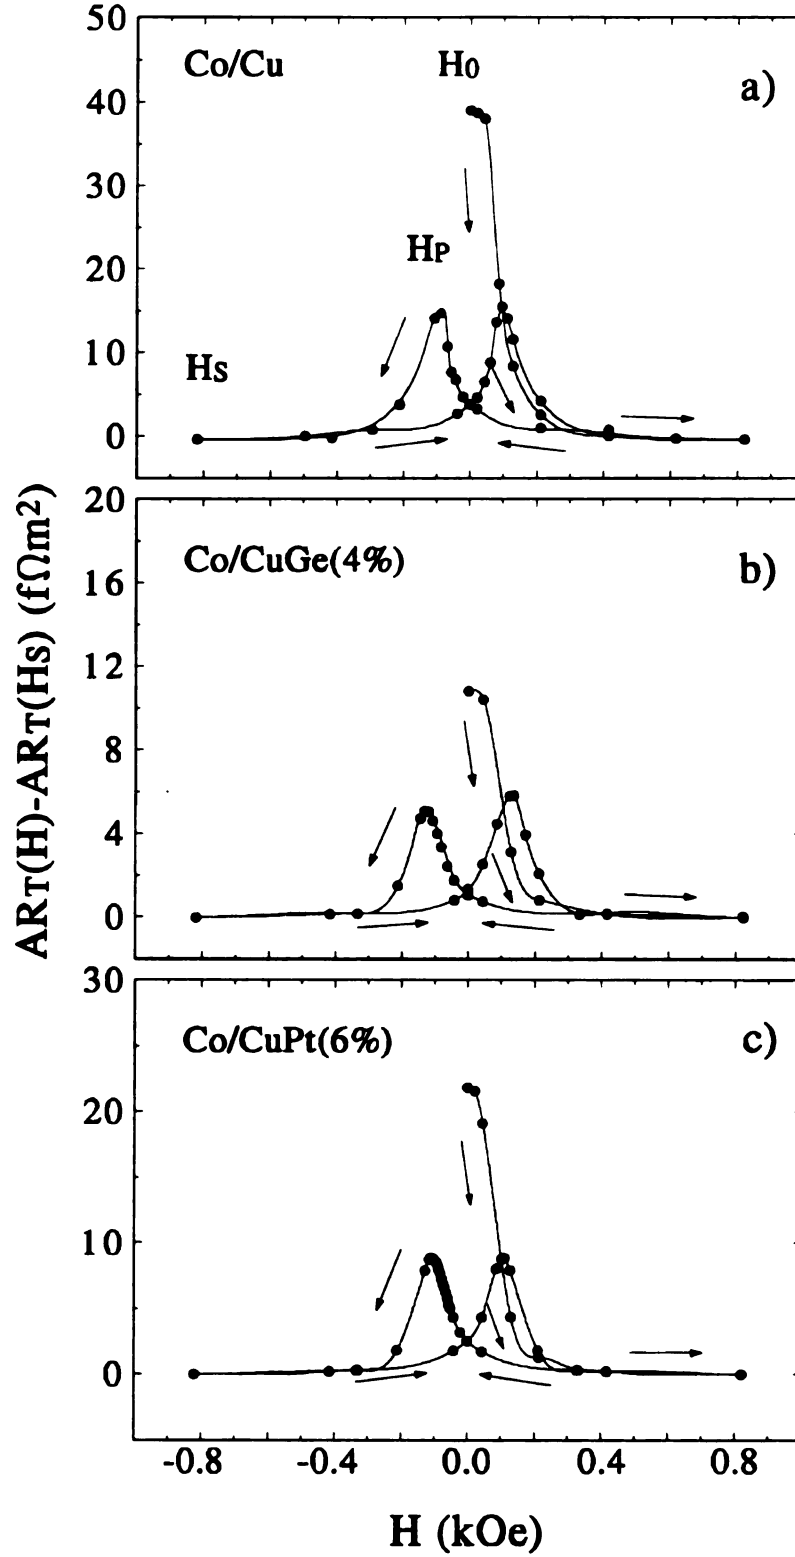 50
Co/Cu
H0
a)
40
30
HP
20
HS
10
0
ART(H)-ART(Hs) (fΩm²)
20
Co/CuGe(4%)
b)
16
12
8
4
0
30
Co/CuPt(6%)
c)
20
10
0
-0.8 -0.4 0.0 0.4 0.8
H (kOe)